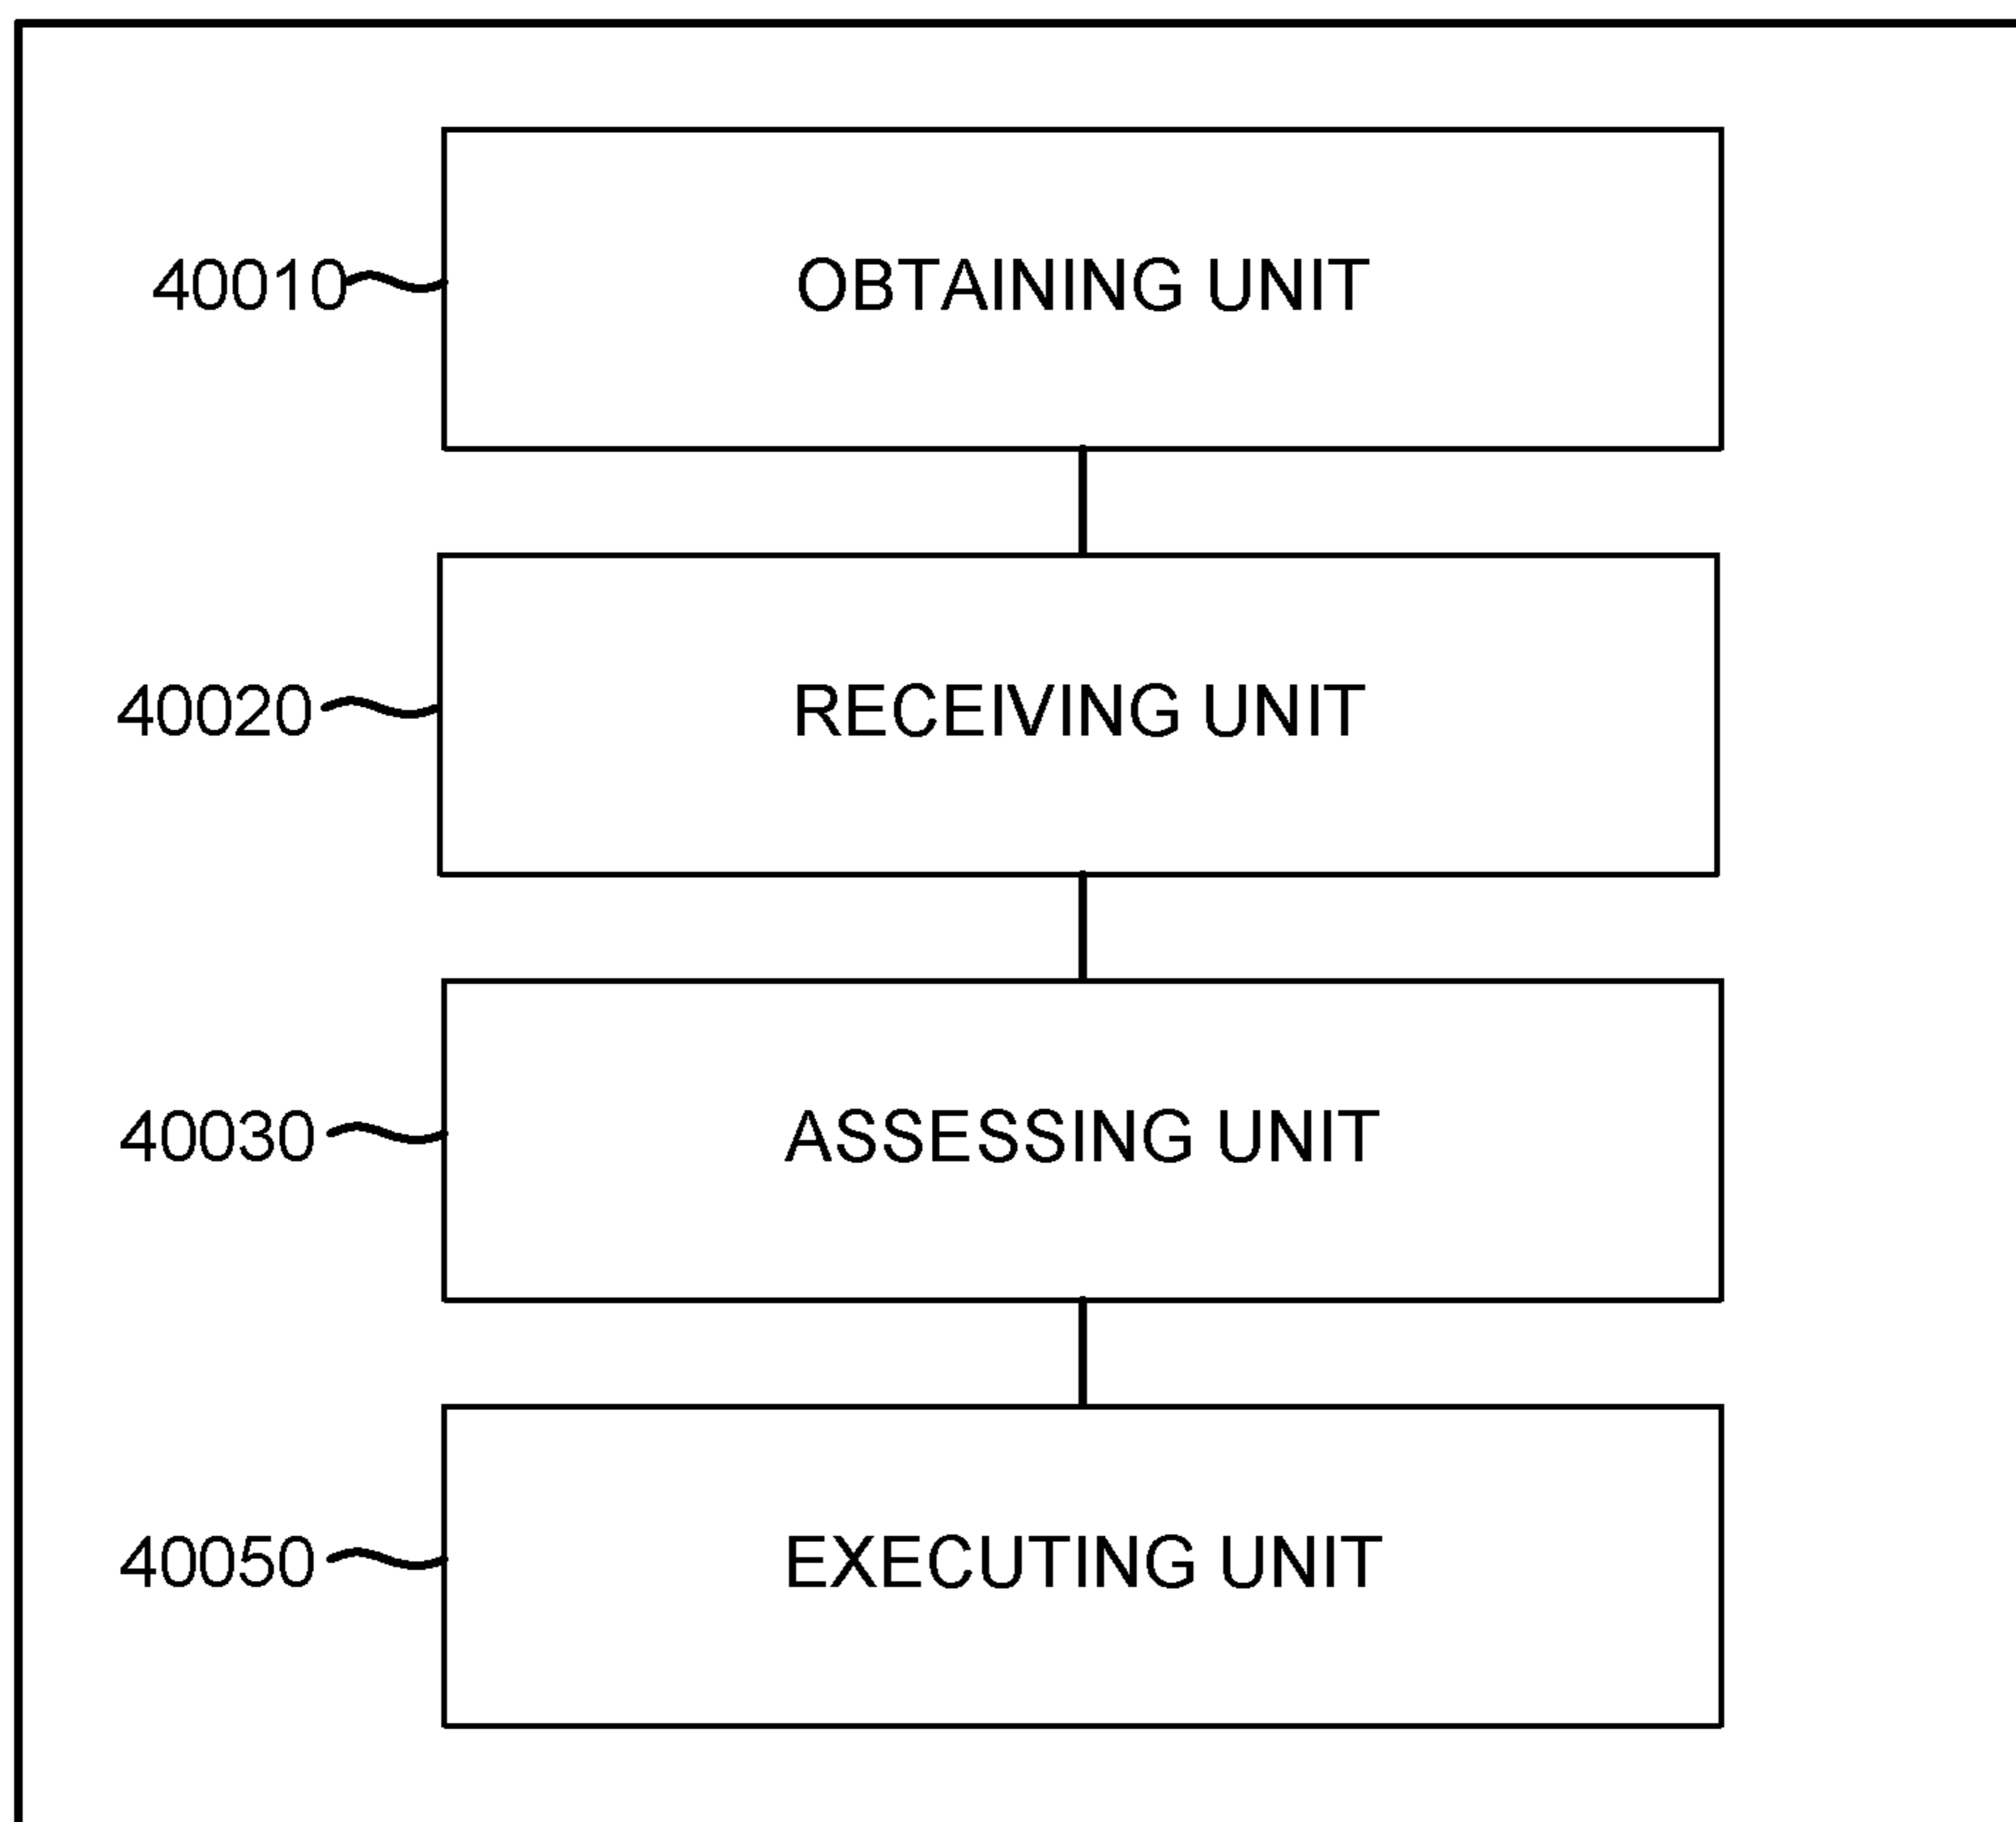 40010 OBTAINING UNIT
40020 RECEIVING UNIT
40030 ASSESSING UNIT
40050 EXECUTING UNIT